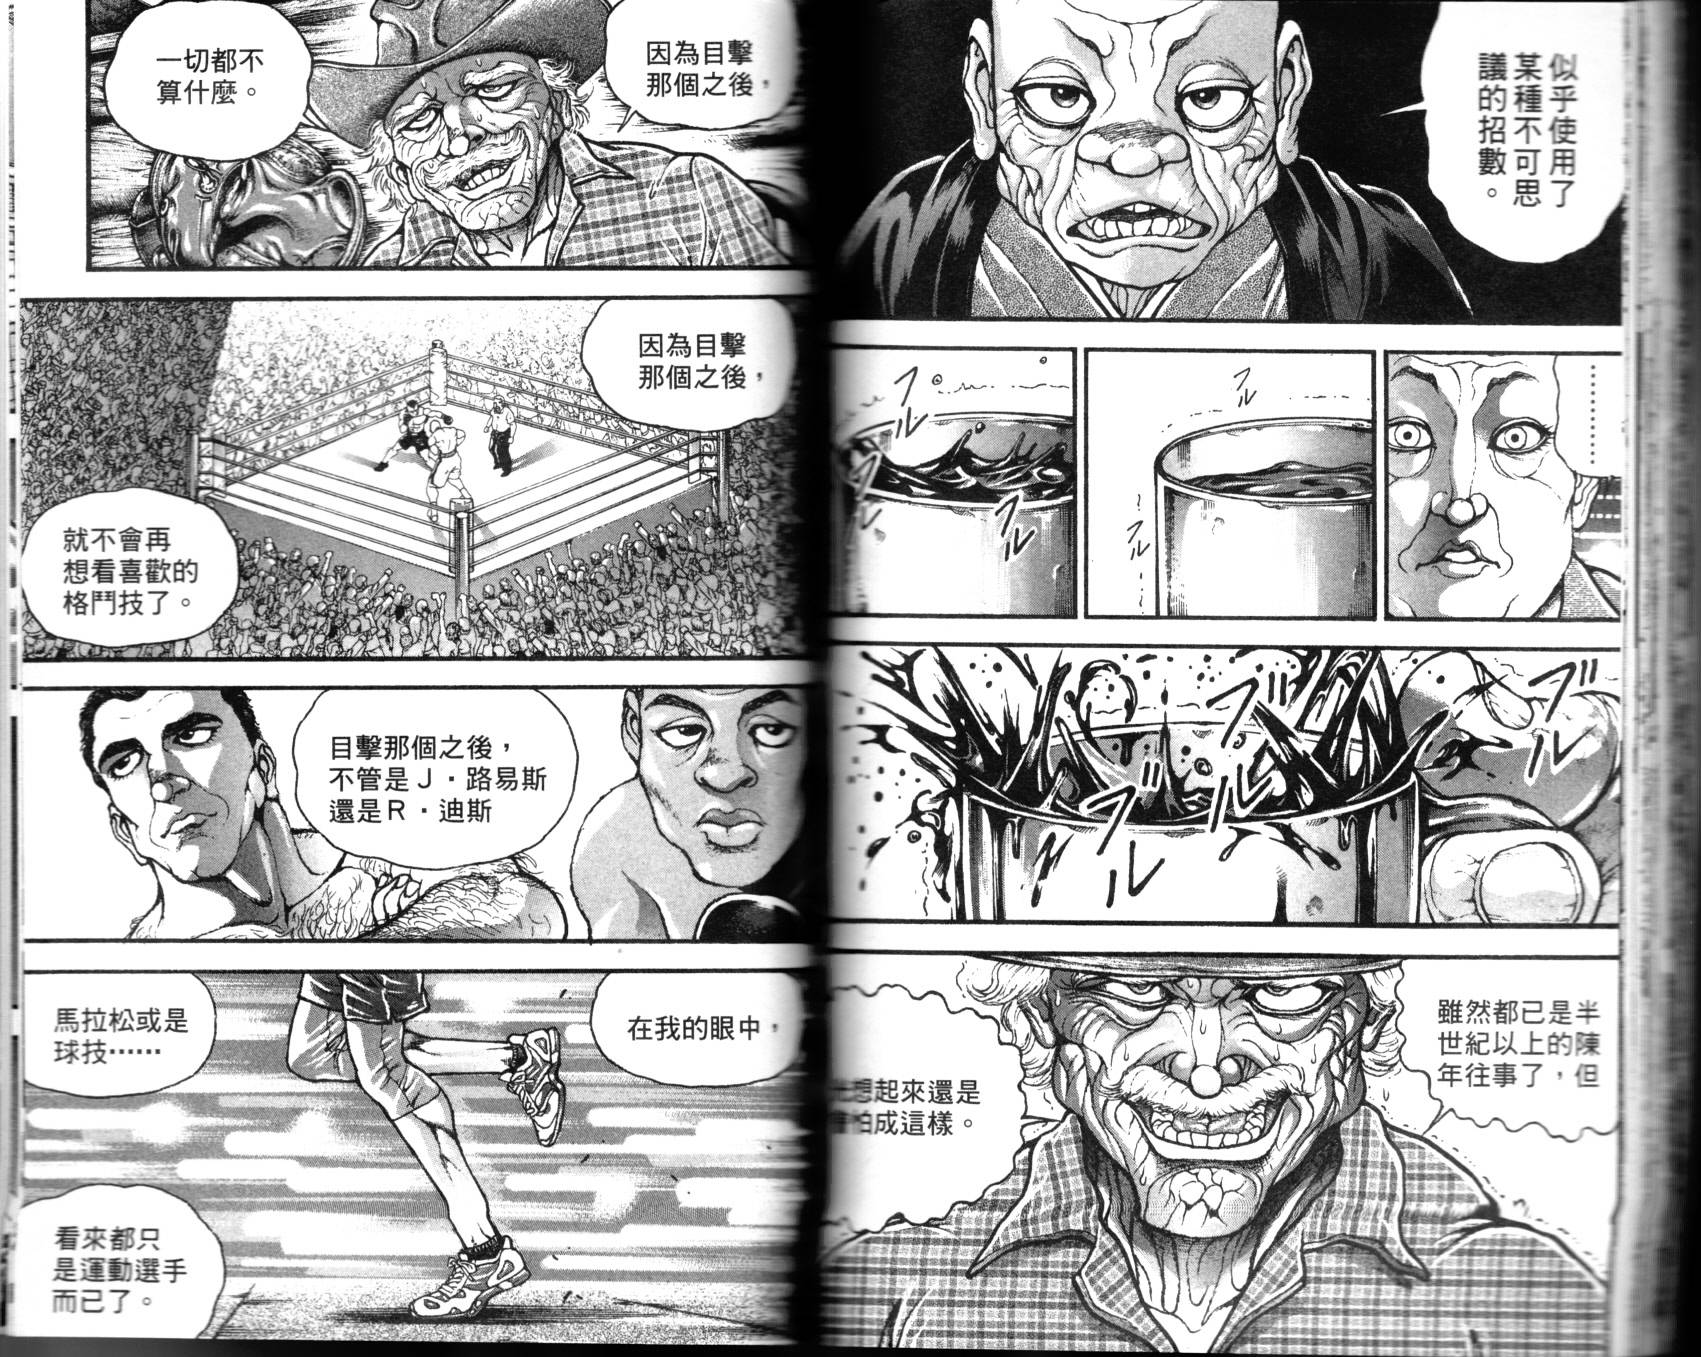 似乎使用了
某種不可思
議的招數。
………
フル
フル
フル
フル
フル
ブル
ブル
ブル
ブル
雖然都已是半
世紀以上的陳
年往事了，但
想起來還是
怕成這樣。
因為目擊
那個之後，
一切都不
算什麼。
因為目擊
那個之後，
就不會再
想看喜歡的
格鬥技了。
目擊那個之後，
不管是J・路易斯
還是R・迪斯
在我的眼中，
馬拉松或是
球技……
看來都只
是運動選手
而已了。